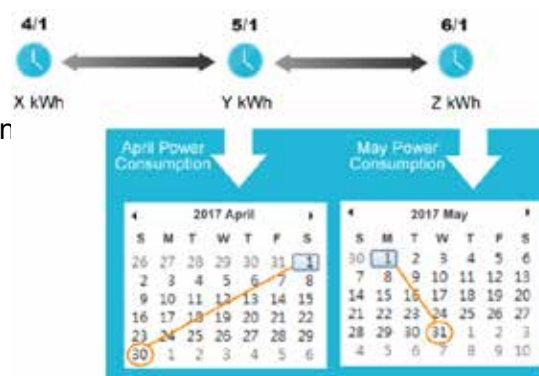 4/1 5/1 6/1
X kWh Y kWh Z kWh
n
April Power Consumption
May Power Consumption
2017 April
S M T W T F S
26 27 28 29 30 31 1
2 3 4 5 6 7 8
9 10 11 12 13 14 15
16 17 18 19 20 21 22
23 24 25 26 27 28 29
30 1 2 3 4 5 6
2017 May
S M T W T F S
30 1 2 3 4 5 6
7 8 9 10 11 12 13
14 15 16 17 18 19 20
21 22 23 24 25 26 27
28 29 30 31 1 2 3
4 5 6 7 8 9 10